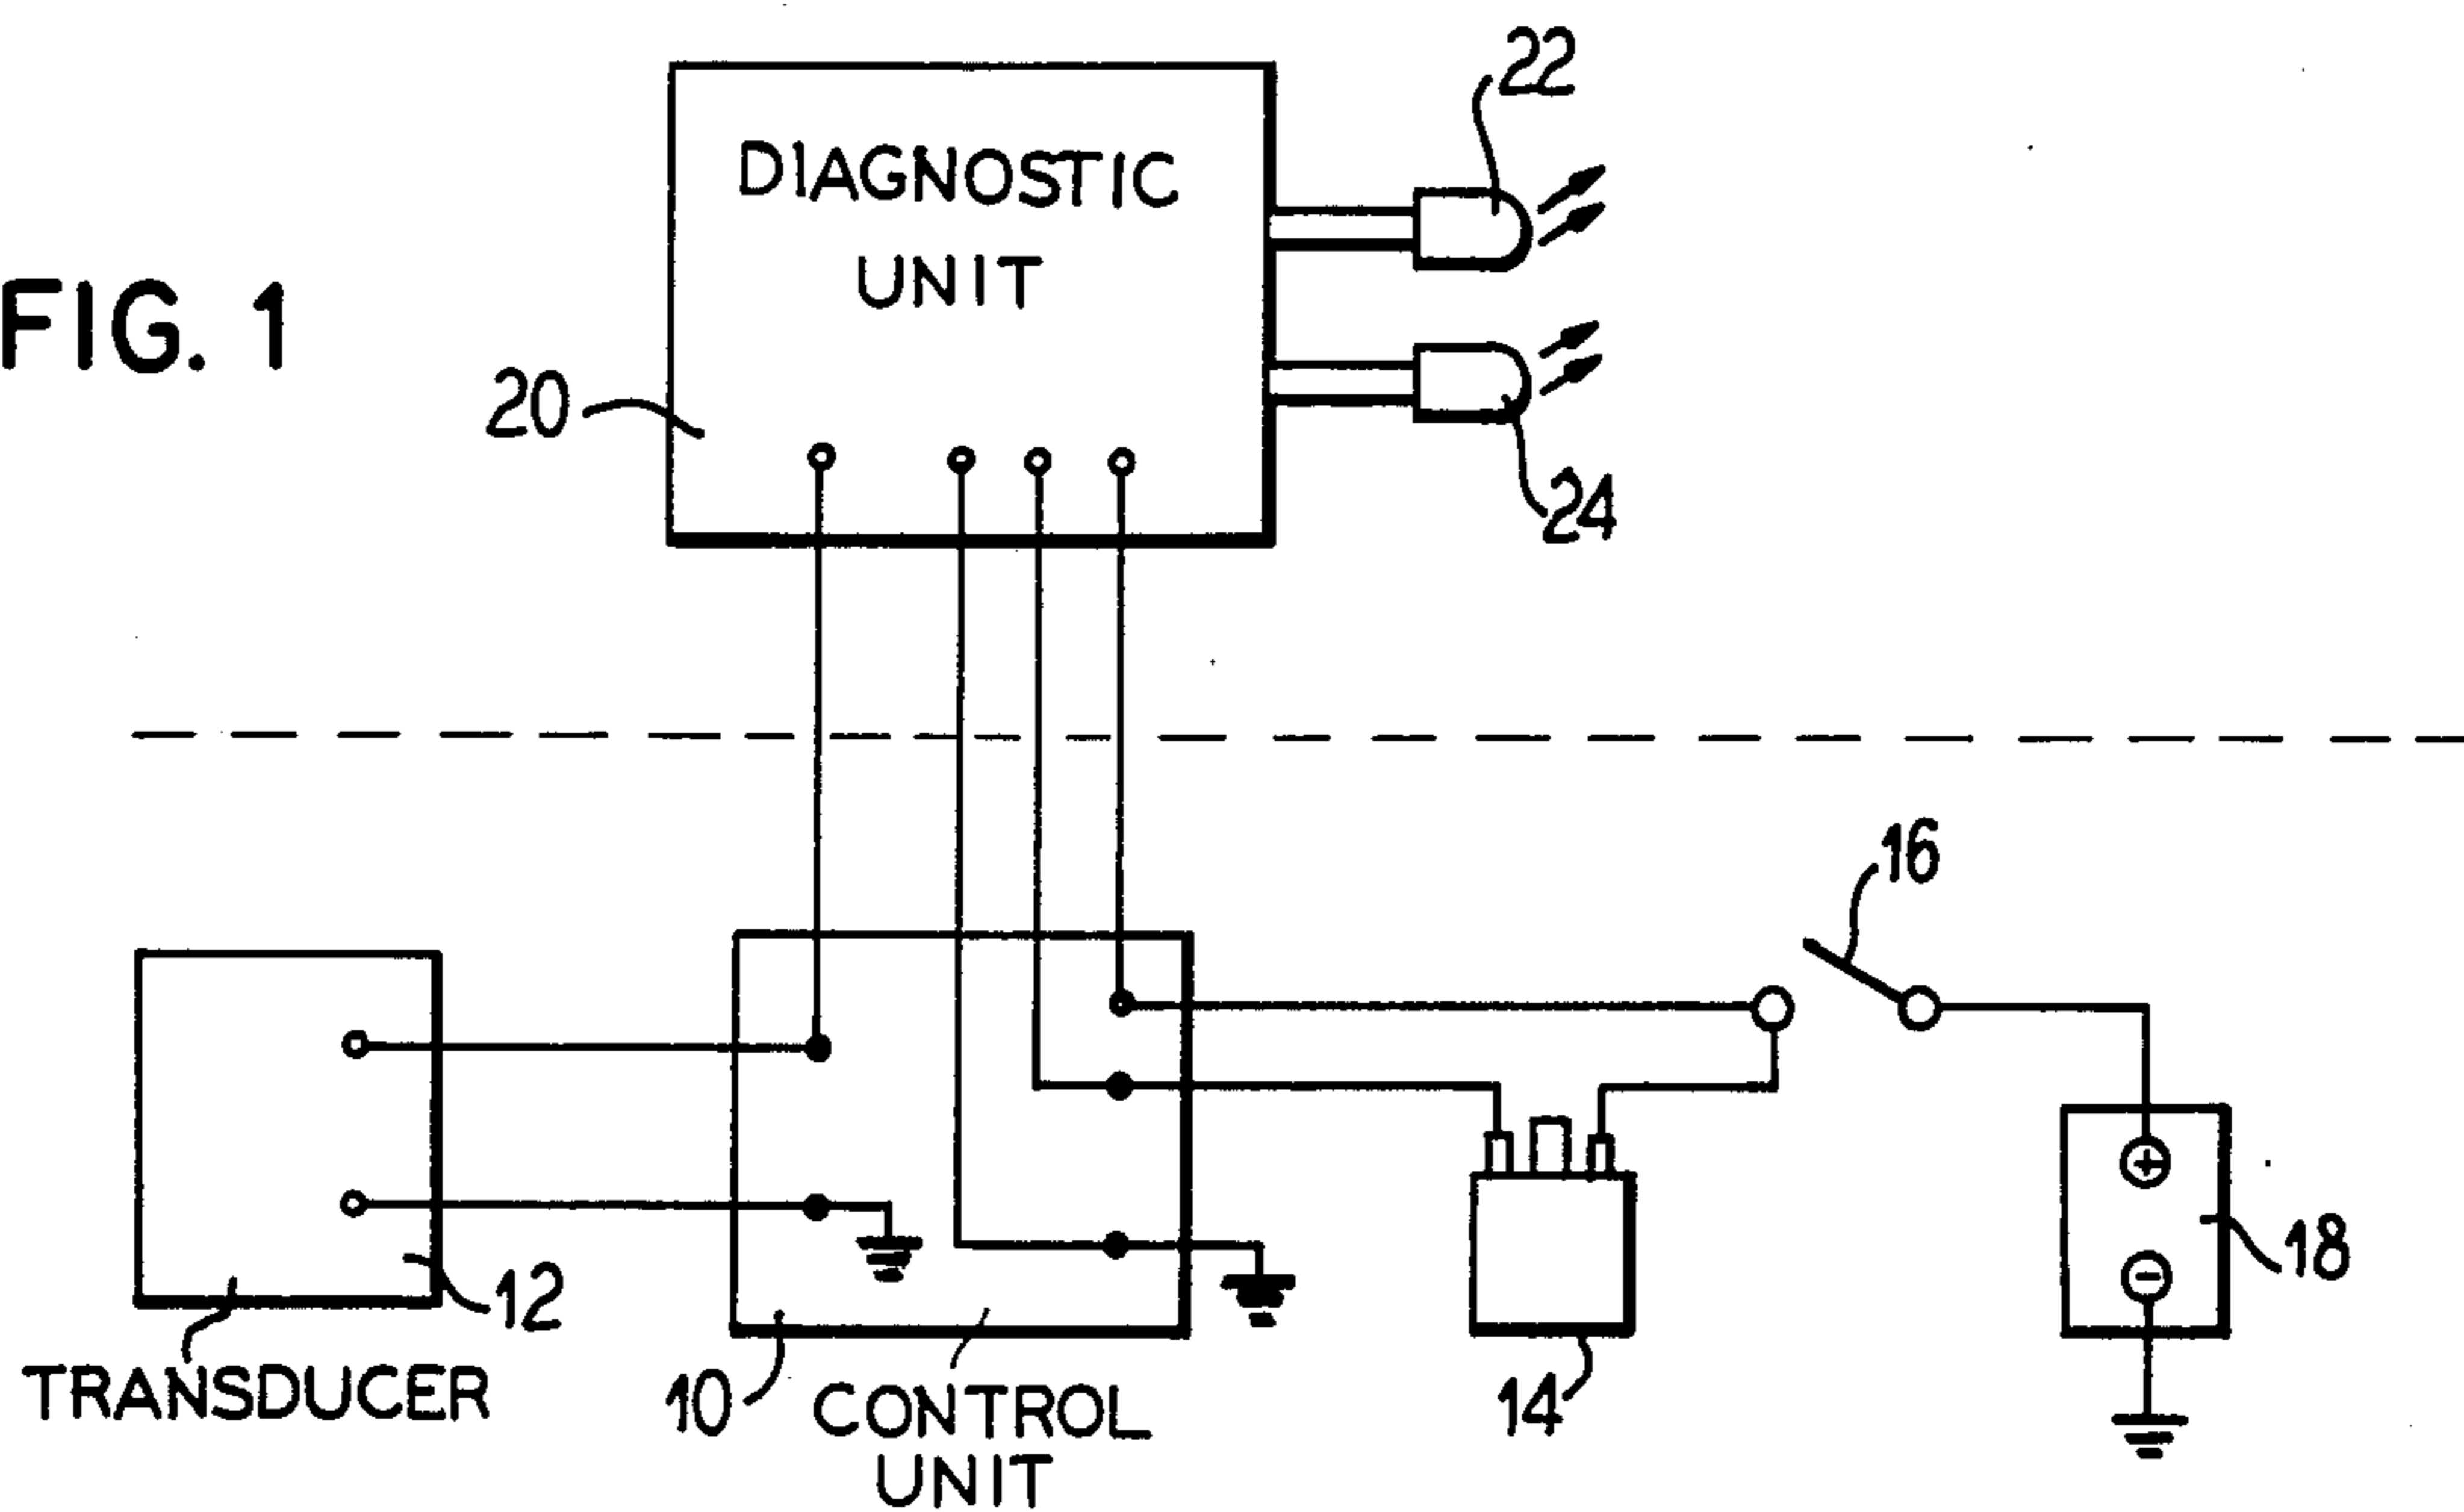 FIG. 1
DIAGNOSTIC
UNIT
22
20
24
16
12
18
TRANSDUCER
10
CONTROL
UNIT
14
+
-